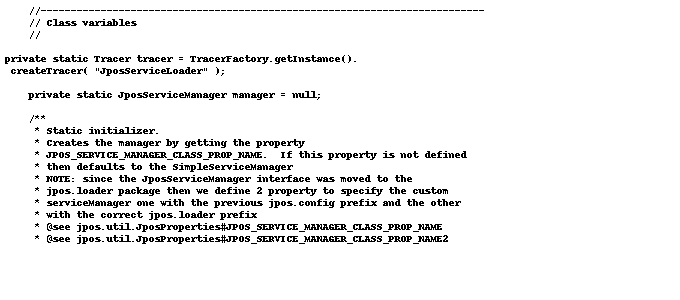 //--------------------------------------------------------------------------
// Class variables
//
private static Tracer tracer = TracerFactory.getInstance().
createTracer( "JposServiceLoader" );
private static JposServiceManager manager = null;
/**
* Static initializer.
* Creates the manager by getting the property
* JPOS_SERVICE_MANAGER_CLASS_PROP_NAME.  If this property is not defined
* then defaults to the SimpleServiceManager
* NOTE: since the JposServiceManager interface was moved to the
* jpos.loader package then we define 2 property to specify the custom
* serviceManager one with the previous jpos.config prefix and the other
* with the correct jpos.loader prefix
* @see jpos.util.JposProperties#JPOS_SERVICE_MANAGER_CLASS_PROP_NAME
* @see jpos.util.JposProperties#JPOS_SERVICE_MANAGER_CLASS_PROP_NAME2